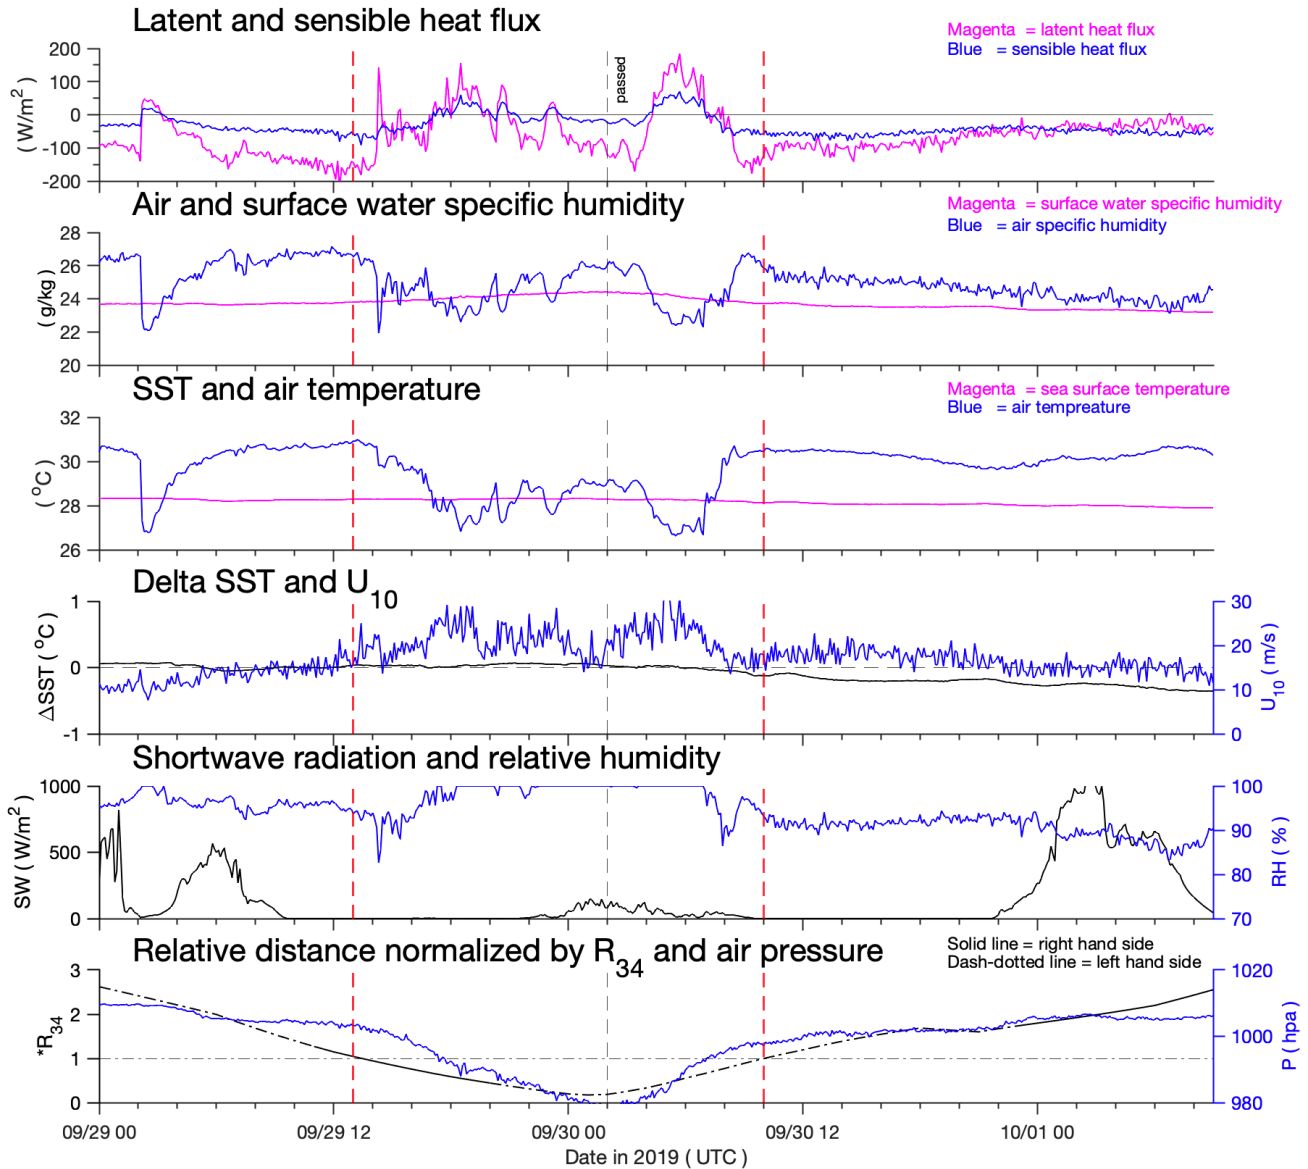 Latent and sensible heat flux
Magenta = latent heat flux
Blue = sensible heat flux
200
100
0
-100
-200
( W/m2 )
passed
Air and surface water specific humidity
Magenta = surface water specific humidity
Blue = air specific humidity
28
26
24
22
20
( g/kg )
SST and air temperature
Magenta = sea surface temperature
Blue = air tempreature
32
30
28
26
( oC )
Delta SST and U10
1
0
-1
ΔSST ( oC )
30
20
10
0
U10 ( m/s )
Shortwave radiation and relative humidity
1000
500
0
SW ( W/m2 )
100
90
80
70
RH ( % )
Relative distance normalized by R34 and air pressure
Solid line = right hand side
Dash-dotted line = left hand side
3
2
1
0
*R34
1020
1000
980
P ( hpa )
09/29 00
09/29 12
09/30 00
09/30 12
10/01 00
Date in 2019 ( UTC )